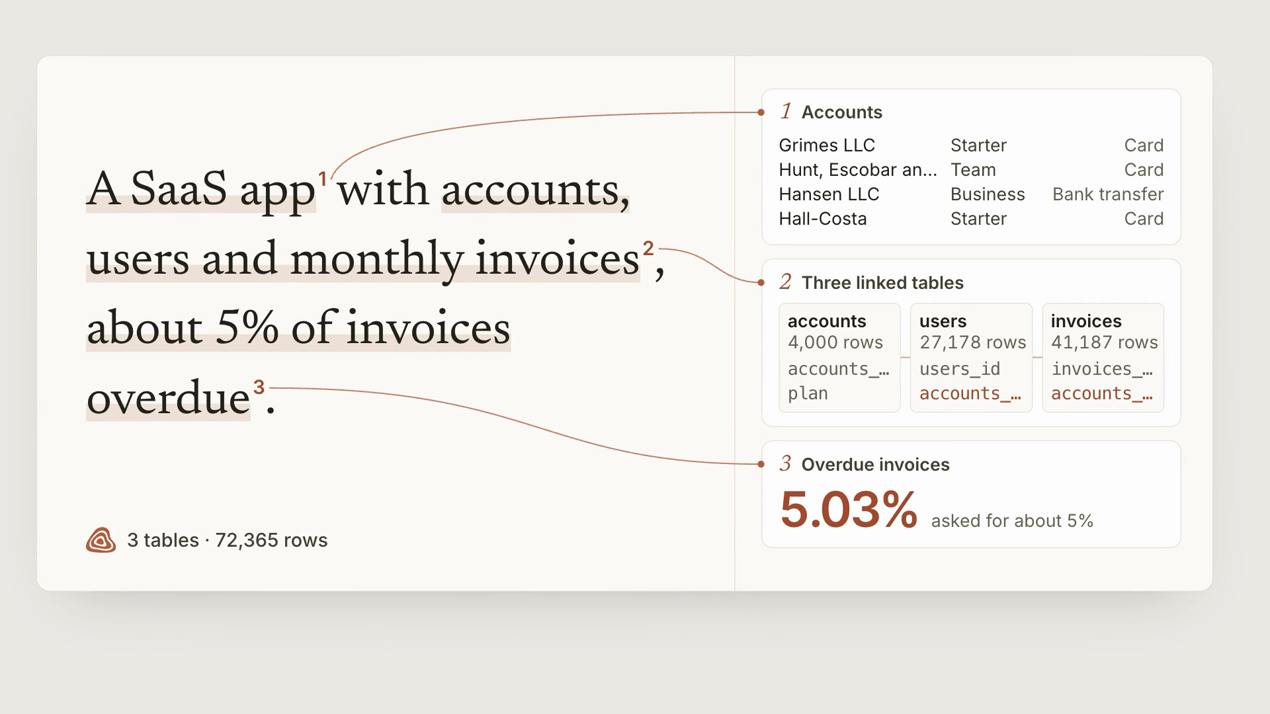 A SaaS app¹ with accounts,
users and monthly invoices²,
about 5% of invoices
overdue³.
3 tables · 72,365 rows
1 Accounts
Grimes LLC Starter Card
Hunt, Escobar an… Team Card
Hansen LLC Business Bank transfer
Hall-Costa Starter Card
2 Three linked tables
accounts users invoices
4,000 rows 27,178 rows 41,187 rows
accounts_… users_id invoices_…
plan accounts_… accounts_…
3 Overdue invoices
5.03% asked for about 5%